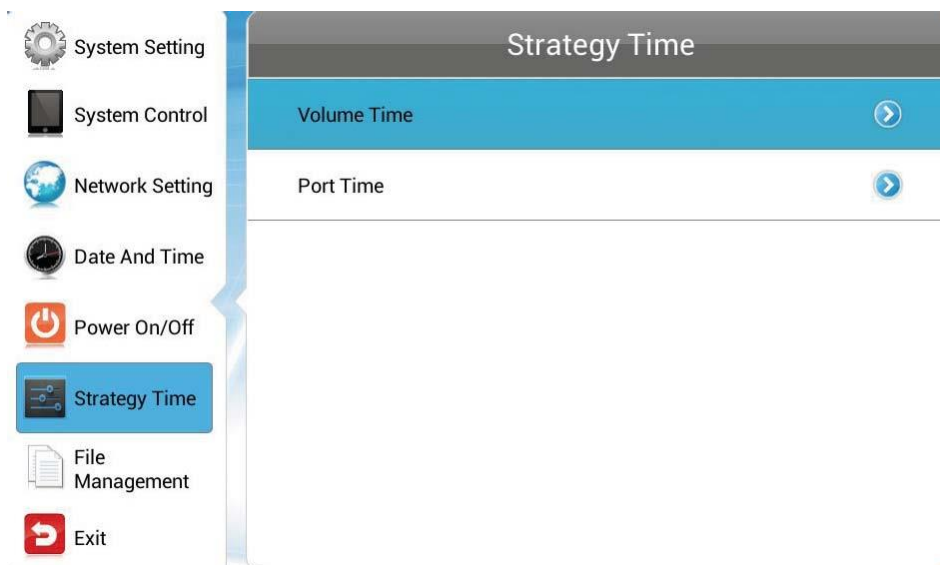 System Setting
System Control
Network Setting
Date And Time
Power On/Off
Strategy Time
File
Management
Exit
Strategy Time
Volume Time
Port Time